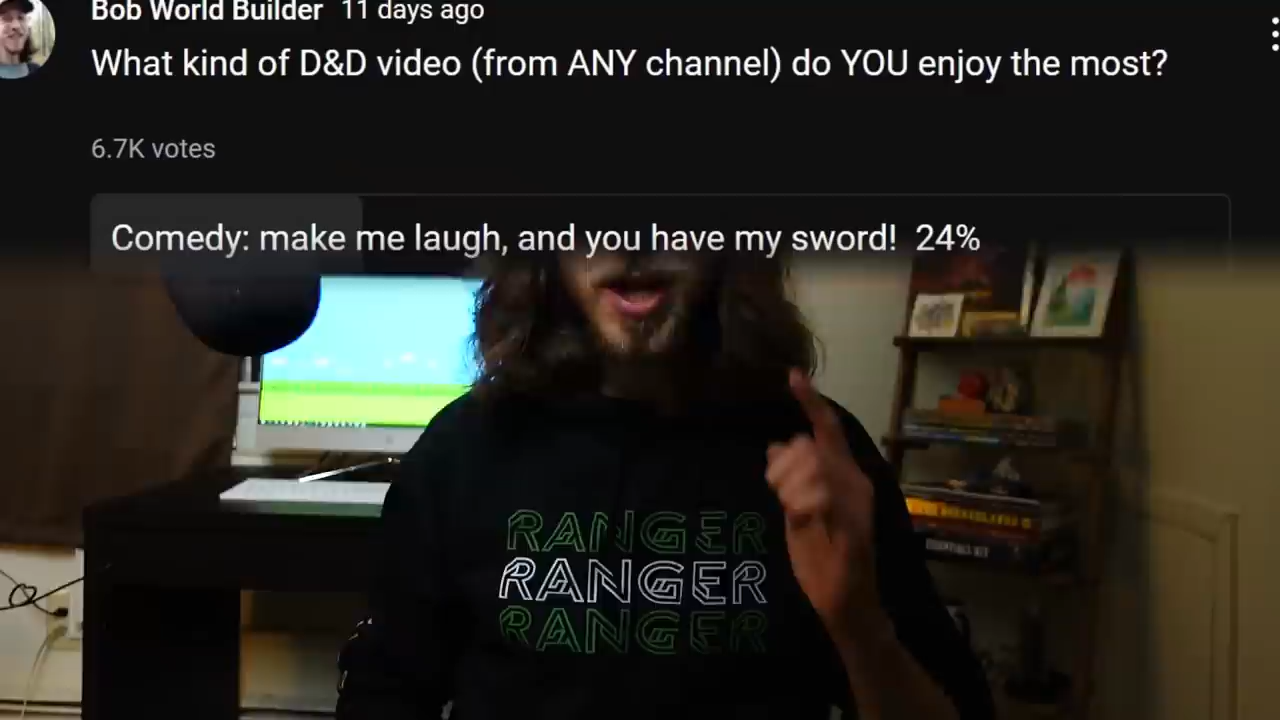 Bob World Builder 11 days ago
What kind of D&D video (from ANY channel) do YOU enjoy the most?
6.7K votes
Comedy: make me laugh, and you have my sword! 24%
RANGER
RANGER
RANGER